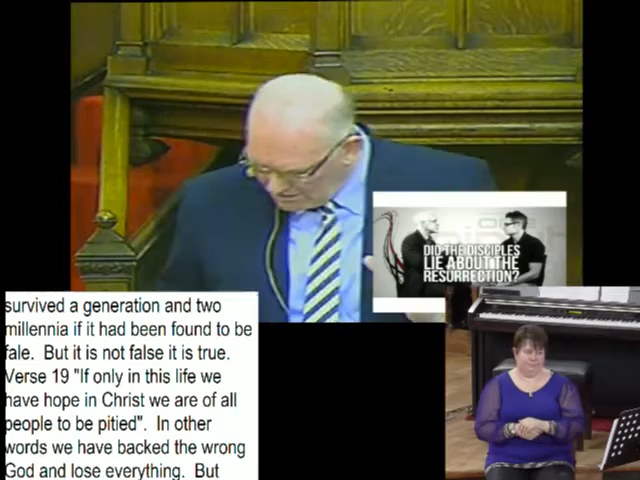 DID THE DISCIPLES
LIE ABOUT THE
RESURRECTION?
survived a generation and two
millennia if it had been found to be
fale.  But it is not false it is true.
Verse 19 "If only in this life we
have hope in Christ we are of all
people to be pitied".  In other
words we have backed the wrong
God and lose everything.  But